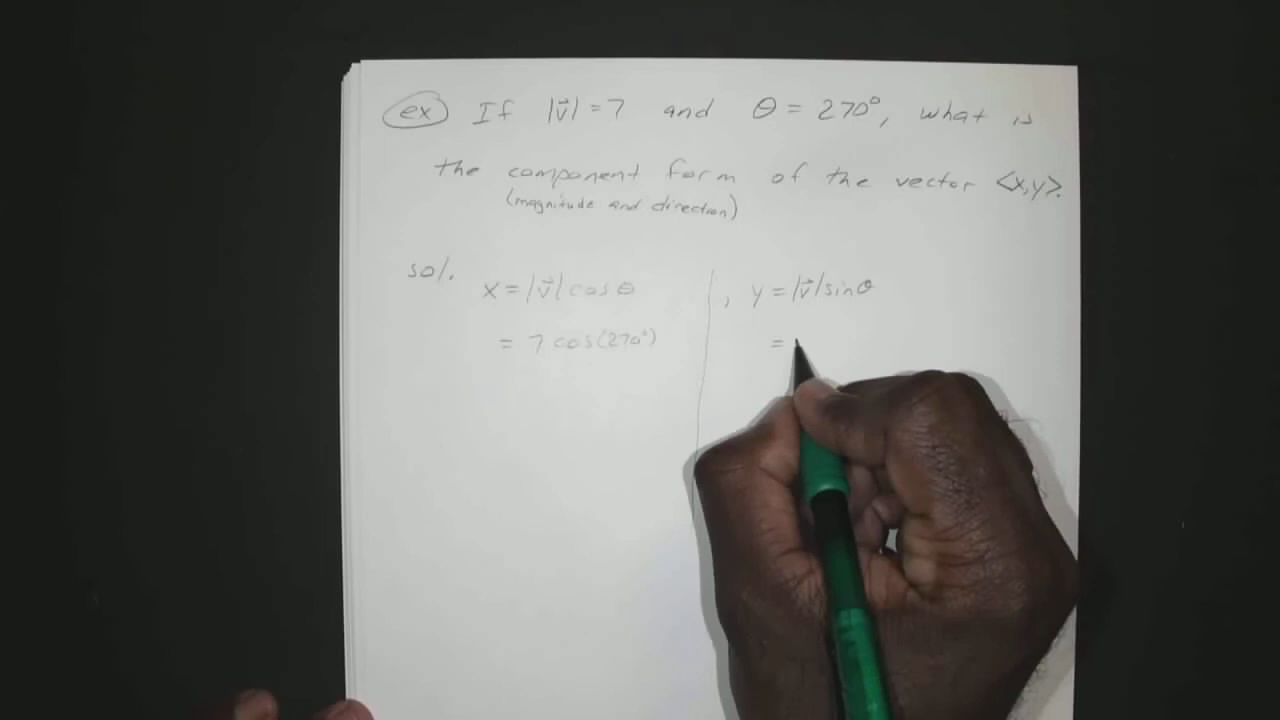 ex If |v⃗| = 7 and θ = 270°, what is
the component form of the vector <x,y>.
(magnitude and direction)
sol. x = |v⃗| cos θ , y = |v⃗| sin θ
= 7 cos(270°) =